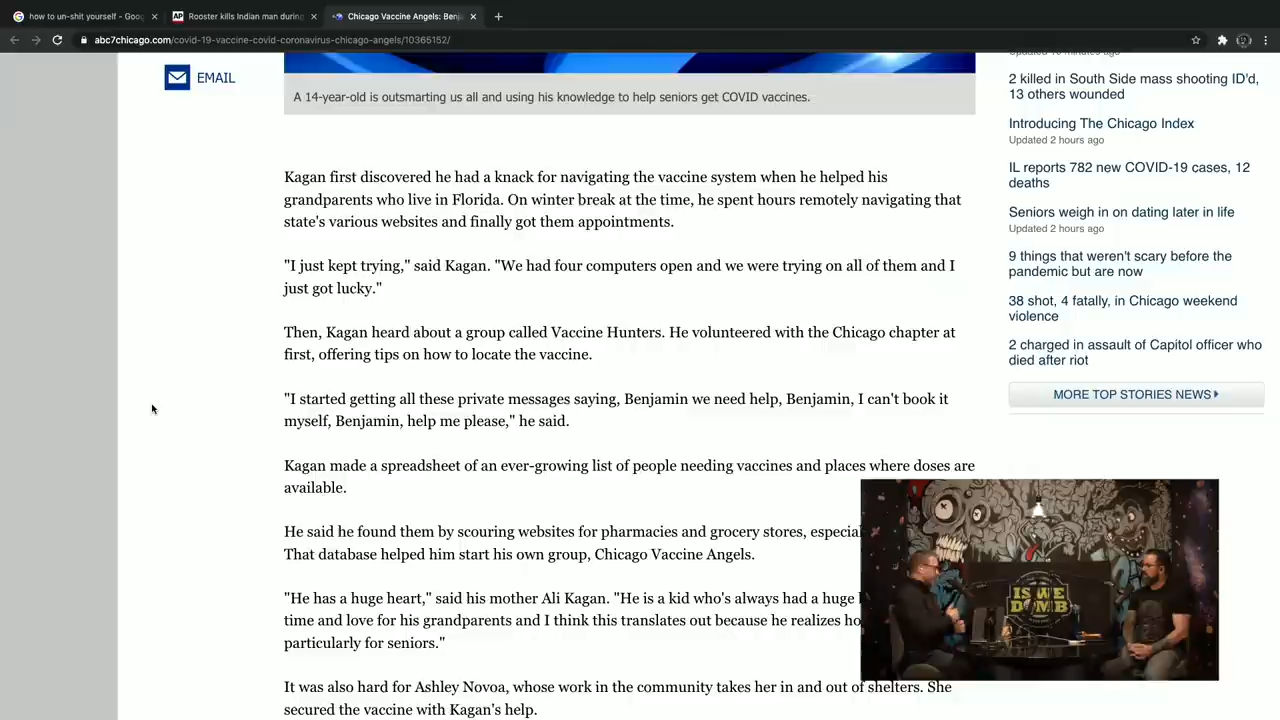 how to un-shit yourself - Goog
Rooster kills Indian man during
Chicago Vaccine Angels: Benj
abc7chicago.com/covid-19-vaccine-covid-coronavirus-chicago-angels/10365152/
EMAIL
A 14-year-old is outsmarting us all and using his knowledge to help seniors get COVID vaccines.
Kagan first discovered he had a knack for navigating the vaccine system when he helped his
grandparents who live in Florida. On winter break at the time, he spent hours remotely navigating that
state's various websites and finally got them appointments.
"I just kept trying," said Kagan. "We had four computers open and we were trying on all of them and I
just got lucky."
Then, Kagan heard about a group called Vaccine Hunters. He volunteered with the Chicago chapter at
first, offering tips on how to locate the vaccine.
"I started getting all these private messages saying, Benjamin we need help, Benjamin, I can't book it
myself, Benjamin, help me please," he said.
Kagan made a spreadsheet of an ever-growing list of people needing vaccines and places where doses are
available.
He said he found them by scouring websites for pharmacies and grocery stores, especial
That database helped him start his own group, Chicago Vaccine Angels.
"He has a huge heart," said his mother Ali Kagan. "He is a kid who's always had a huge
time and love for his grandparents and I think this translates out because he realizes ho
particularly for seniors."
It was also hard for Ashley Novoa, whose work in the community takes her in and out of shelters. She
secured the vaccine with Kagan's help.
Updated 10 minutes ago
2 killed in South Side mass shooting ID'd,
13 others wounded
Introducing The Chicago Index
Updated 2 hours ago
IL reports 782 new COVID-19 cases, 12
deaths
Seniors weigh in on dating later in life
Updated 2 hours ago
9 things that weren't scary before the
pandemic but are now
38 shot, 4 fatally, in Chicago weekend
violence
2 charged in assault of Capitol officer who
died after riot
MORE TOP STORIES NEWS
IS WE
DUMB